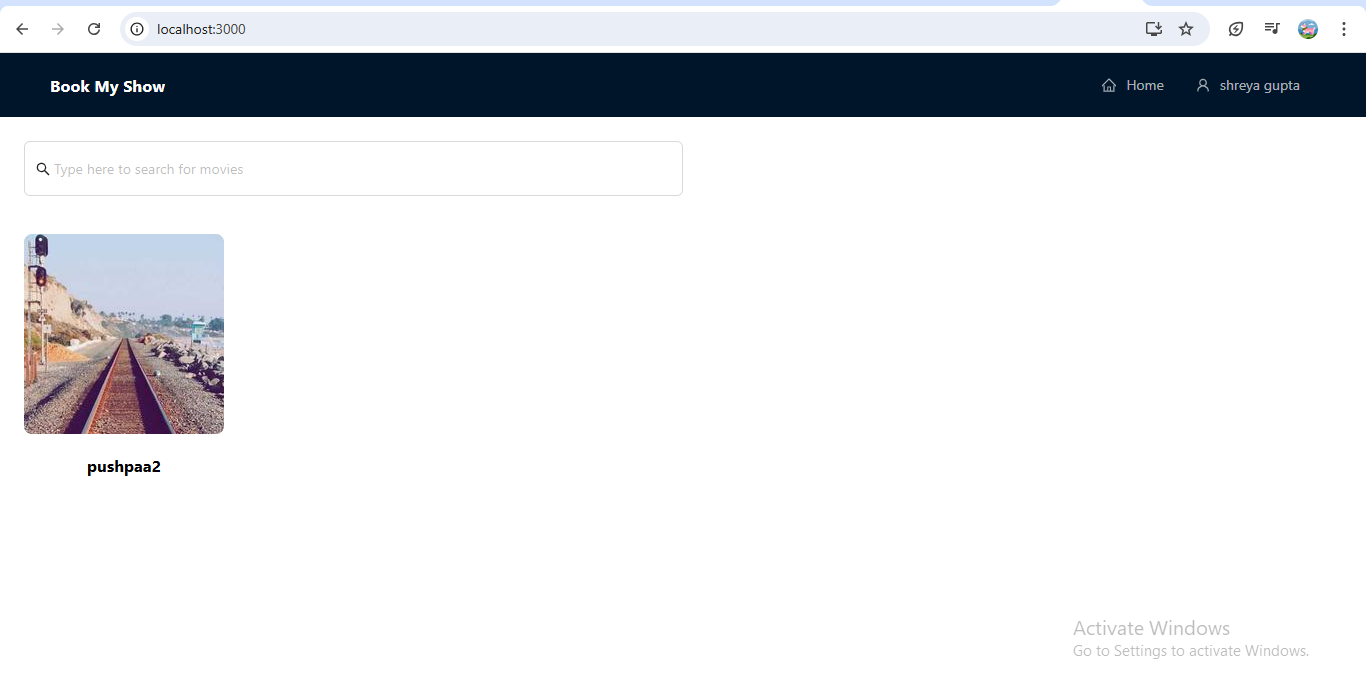 localhost:3000
Book My Show
Home
shreya gupta
Type here to search for movies
pushpaa2
Activate Windows
Go to Settings to activate Windows.